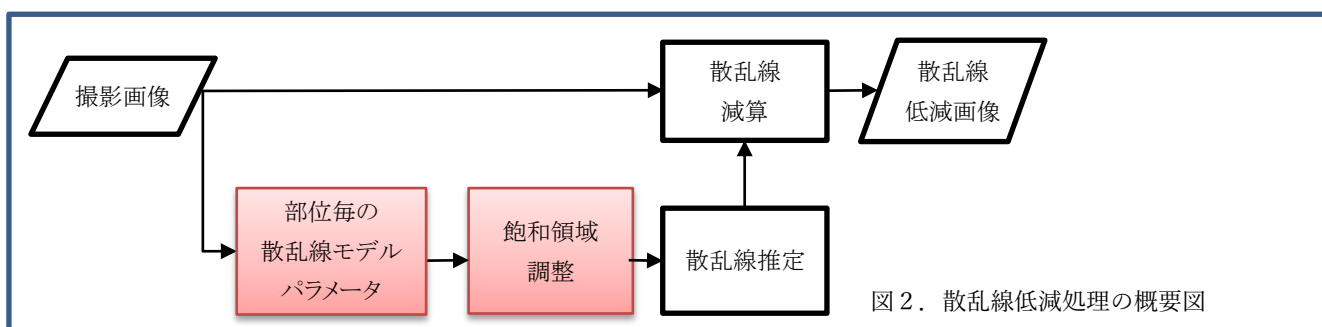 撮影画像
散乱線
減算
散乱線
低減画像
部位毎の
散乱線モデル
パラメータ
飽和領域
調整
散乱線推定
図2．散乱線低減処理の概要図